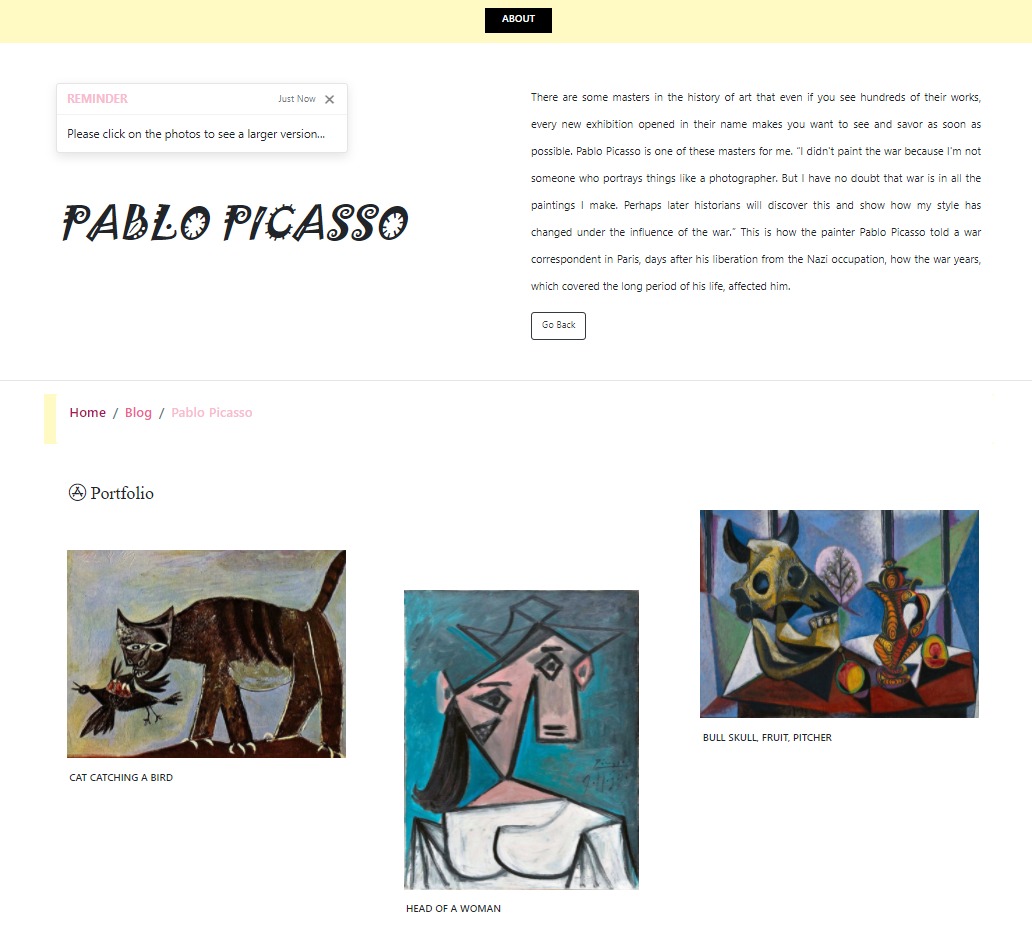 ABOUT
REMINDER
Just Now
Please click on the photos to see a larger version...
PABLO PICASSO
There are some masters in the history of art that even if you see hundreds of their works,
every new exhibition opened in their name makes you want to see and savor as soon as
possible. Pablo Picasso is one of these masters for me. "I didn't paint the war because I'm not
someone who portrays things like a photographer. But I have no doubt that war is in all the
paintings I make. Perhaps later historians will discover this and show how my style has
changed under the influence of the war." This is how the painter Pablo Picasso told a war
correspondent in Paris, days after his liberation from the Nazi occupation, how the war years,
which covered the long period of his life, affected him.
Go Back
Home / Blog / Pablo Picasso
Portfolio
CAT CATCHING A BIRD
HEAD OF A WOMAN
BULL SKULL, FRUIT, PITCHER